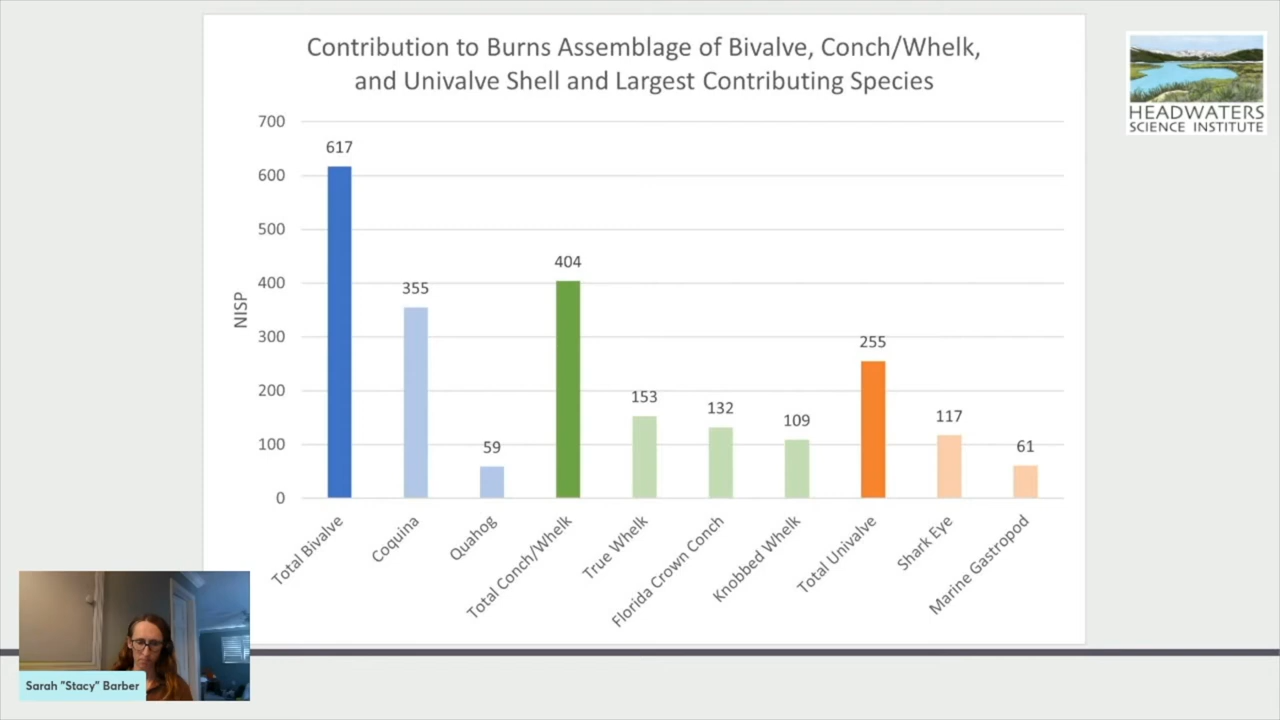 Contribution to Burns Assemblage of Bivalve, Conch/Whelk,
and Univalve Shell and Largest Contributing Species
HEADWATERS
SCIENCE INSTITUTE
NISP
700
600
500
400
300
200
100
0
617
355
59
404
153
132
109
255
117
61
Total Bivalve
Coquina
Quahog
Total Conch/Whelk
True Whelk
Florida Crown Conch
Knobbed Whelk
Total Univalve
Shark Eye
Marine Gastropod
Sarah "Stacy" Barber